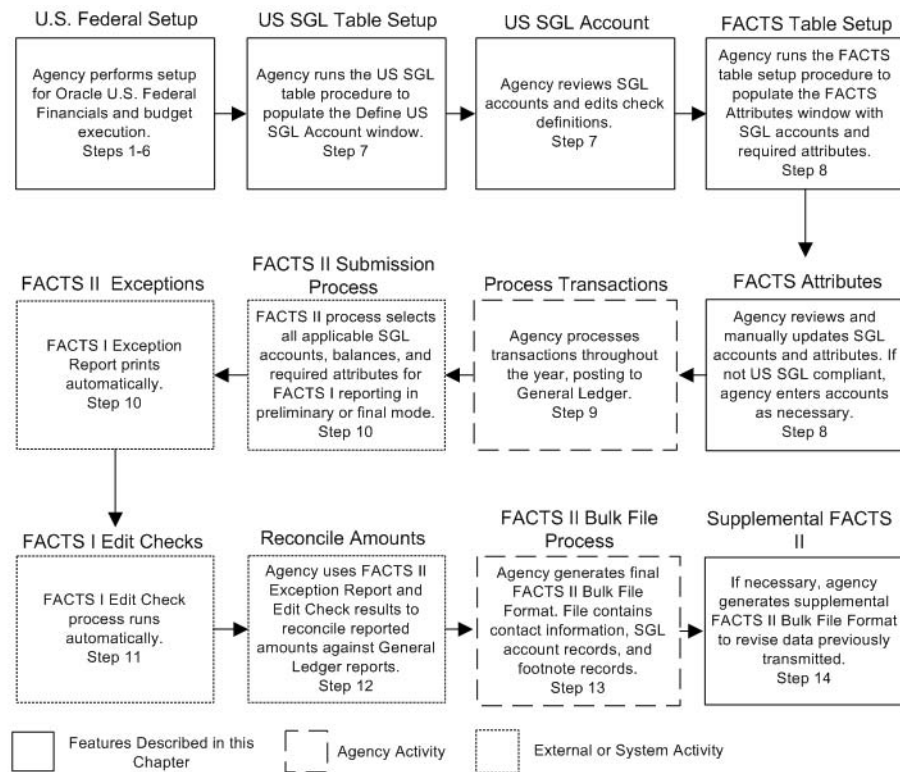 U.S. Federal Setup
Agency performs setup
for Oracle U.S. Federal
Financials and budget
execution.
Steps 1-6
US SGL Table Setup
Agency runs the US SGL
table procedure to
populate the Define US
SGL Account window.
Step 7
US SGL Account
Agency reviews SGL
accounts and edits check
definitions.
Step 7
FACTS Table Setup
Agency runs the FACTS
table setup procedure to
populate the FACTS
Attributes window with
SGL accounts and
required attributes.
Step 8
FACTS II Exceptions
FACTS I Exception
Report prints
automatically.
Step 10
FACTS II Submission
Process
FACTS II process selects
all applicable SGL
accounts, balances, and
required attributes for
FACTS I reporting in
preliminary or final mode.
Step 10
Process Transactions
Agency processes
transactions throughout
the year, posting to
General Ledger.
Step 9
FACTS Attributes
Agency reviews and
manually updates SGL
accounts and attributes. If
not US SGL compliant,
agency enters accounts
as necessary.
Step 8
FACTS I Edit Checks
FACTS I Edit Check
process runs
automatically.
Step 11
Reconcile Amounts
Agency uses FACTS II
Exception Report and
Edit Check results to
reconcile reported
amounts against General
Ledger reports.
Step 12
FACTS II Bulk File
Process
Agency generates final
FACTS II Bulk File
Format. File contains
contact information, SGL
account records, and
footnote records.
Step 13
Supplemental FACTS
II
If necessary, agency
generates supplemental
FACTS II Bulk File Format
to revise data previously
transmitted.
Step 14
Features Described in this
Chapter
Agency Activity
External or System Activity